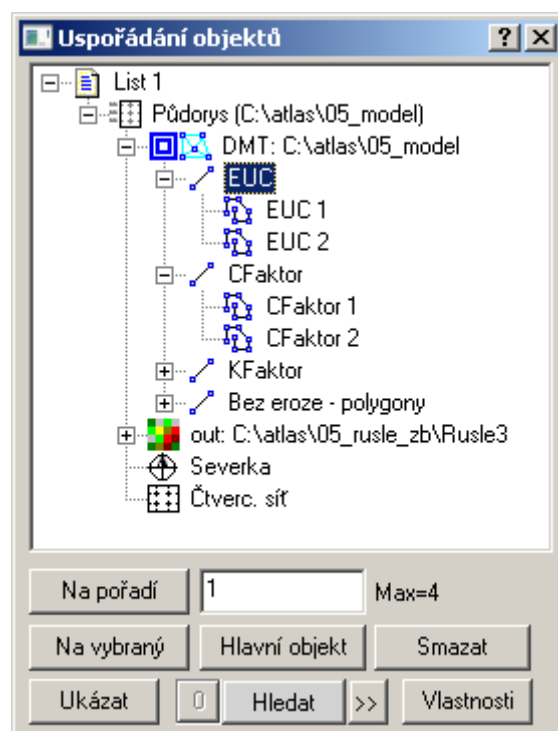 Uspořádání objektů
List 1
Půdorys (C:\atlas\05_model)
DMT: C:\atlas\05_model
EUC
EUC 1
EUC 2
CFaktor
CFaktor 1
CFaktor 2
KFaktor
Bez eroze - polygony
out: C:\atlas\05_rusle_zb\Rusle3
Severka
Čtverc. síť
Na pořadí 1 Max=4
Na vybraný Hlavní objekt Smazat
Ukázat 0 Hledat >> Vlastnosti